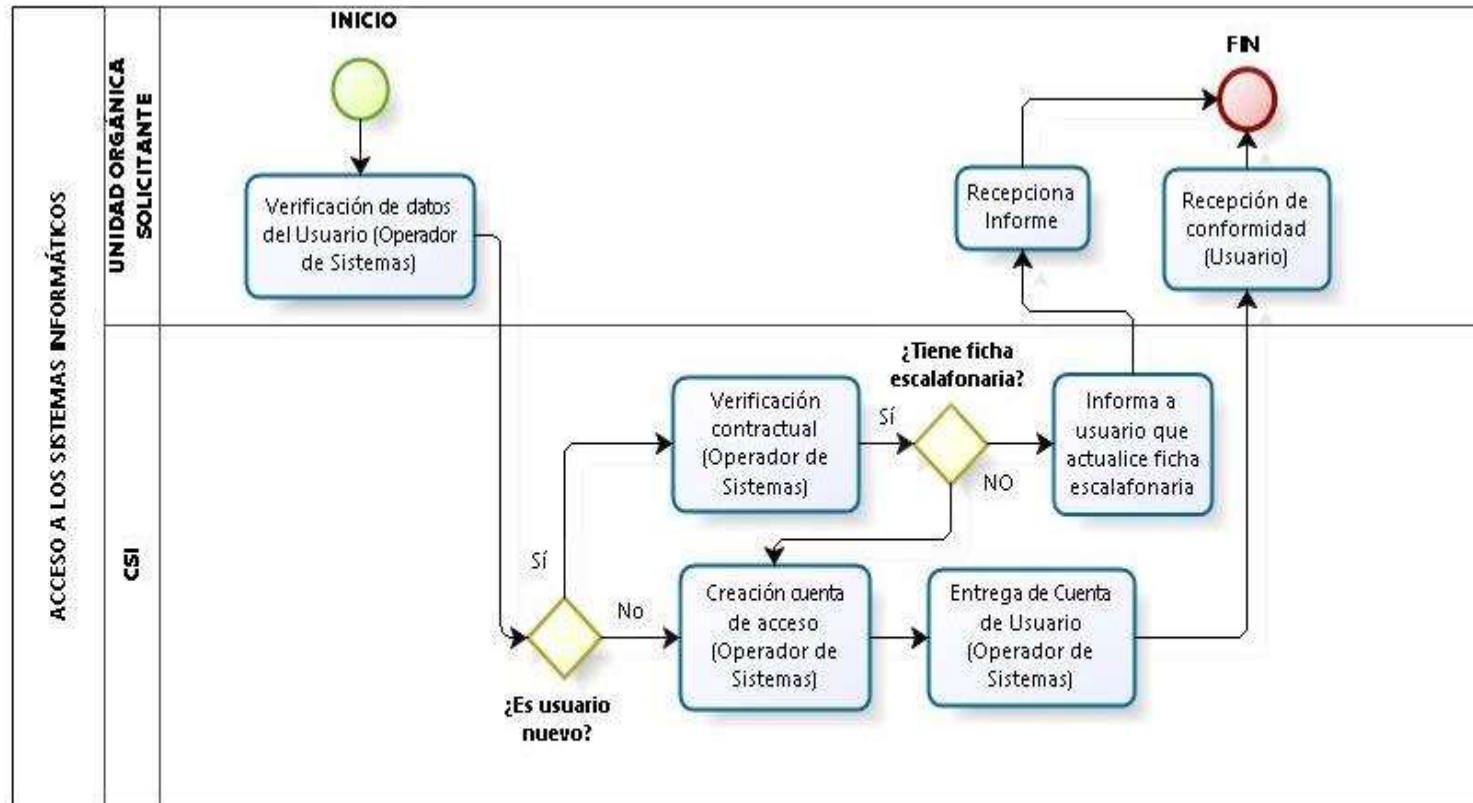 ACCESO A LOS SISTEMAS INFORMÁTICOS
UNIDAD ORGÁNICA
SOLICITANTE
INICIO
FIN
Verificación de datos
del Usuario (Operador
de Sistemas)
Recepciona
Informe
Recepción de
conformidad
(Usuario)
CSI
¿Tiene ficha
escalafonaria?
Verificación
contractual
(Operador de
Sistemas)
Sí
NO
Informa a
usuario que
actualice ficha
escalafonaria
Sí
No
¿Es usuario
nuevo?
Creación cuenta
de acceso
(Operador de
Sistemas)
Entrega de Cuenta
de Usuario
(Operador de
Sistemas)